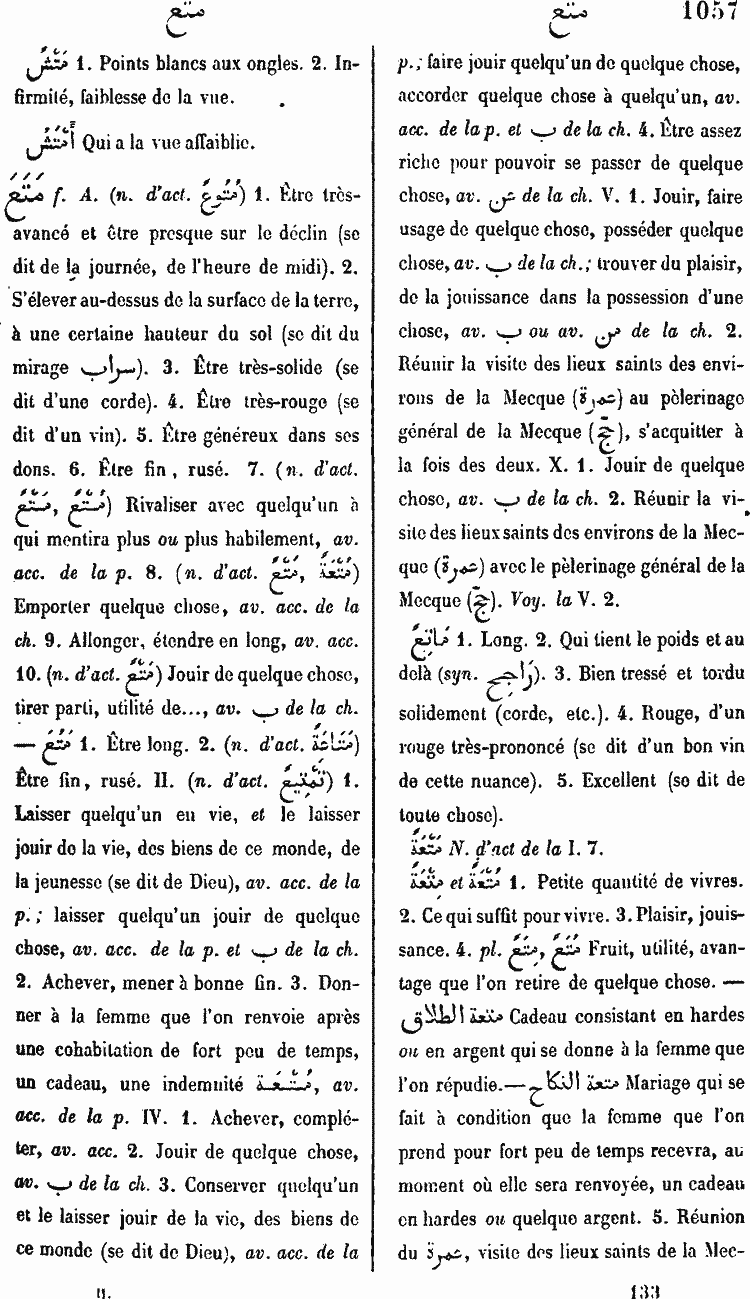 متع
متع 1057
مَتَشٌ 1. Points blancs aux ongles. 2. In-
firmité, faiblesse de la vue.
أَمْتَشُ Qui a la vue affaiblie.
مَتَعَ f. A. (n. d'act. مُتُوعٌ) 1. Être très-
avancé et être presque sur le déclin (se
dit de la journée, de l'heure de midi). 2.
S'élever au-dessus de la surface de la terre,
à une certaine hauteur du sol (se dit du
mirage سراب). 3. Être très-solide (se
dit d'une corde). 4. Être très-rouge (se
dit d'un vin). 5. Être généreux dans ses
dons. 6. Être fin, rusé. 7. (n. d'act.
Rivaliser avec quelqu'un à
qui mentira plus ou plus habilement, av.
acc. de la p. 8. (n. d'act.
Emporter quelque chose, av. acc. de la
ch. 9. Allonger, étendre en long, av. acc.
10. (n. d'act. Jouir de quelque chose,
tirer parti, utilité de..., av. ب de la ch.
— مَتُعَ 1. Être long. 2. (n. d'act. مَتَاعَةٌ)
Être fin, rusé. II. (n. d'act. تَمْتِيعٌ) 1.
Laisser quelqu'un en vie, et le laisser
jouir de la vie, des biens de ce monde, de
la jeunesse (se dit de Dieu), av. acc. de la
p.; laisser quelqu'un jouir de quelque
chose, av. acc. de la p. et ب de la ch.
2. Achever, mener à bonne fin. 3. Don-
ner à la femme que l'on renvoie après
une cohabitation de fort peu de temps,
un cadeau, une indemnité مُتْعَة, av.
acc. de la p. IV. 1. Achever, complé-
ter, av. acc. 2. Jouir de quelque chose,
av. ب de la ch. 3. Conserver quelqu'un
et le laisser jouir de la vie, des biens de
ce monde (se dit de Dieu), av. acc. de la
II.
p.; faire jouir quelqu'un de quelque chose,
accorder quelque chose à quelqu'un, av.
acc. de la p. et ب de la ch. 4. Être assez
riche pour pouvoir se passer de quelque
chose, av. عن de la ch. V. 1. Jouir, faire
usage de quelque chose, posséder quelque
chose, av. ب de la ch.; trouver du plaisir,
de la jouissance dans la possession d'une
chose, av. ب ou av. من de la ch. 2.
Réunir la visite des lieux saints des envi-
rons de la Mecque (عمرة) au pèlerinage
général de la Mecque (حجّ), s'acquitter à
la fois des deux. X. 1. Jouir de quelque
chose, av. ب de la ch. 2. Réunir la vi-
site des lieux saints des environs de la Mec-
que (عمرة) avec le pèlerinage général de la
Mecque (حجّ). Voy. la V. 2.
مَاتِعٌ 1. Long. 2. Qui tient le poids et au
delà (syn. رَاجِح). 3. Bien tressé et tordu
solidement (corde, etc.). 4. Rouge, d'un
rouge très-prononcé (se dit d'un bon vin
de cette nuance). 5. Excellent (se dit de
toute chose).
مَتْعَةٌ N. d'act de la I. 7.
مُتْعَةٌ et مِتْعَةٌ 1. Petite quantité de vivres.
2. Ce qui suffit pour vivre. 3. Plaisir, jouis-
sance. 4. pl. مُتَعٌ, مِتَعٌ Fruit, utilité, avan-
tage que l'on retire de quelque chose. —
متعة الطلاق Cadeau consistant en hardes
ou en argent qui se donne à la femme que
l'on répudie. — متعة النكاح Mariage qui se
fait à condition que la femme que l'on
prend pour fort peu de temps recevra, au
moment où elle sera renvoyée, un cadeau
en hardes ou quelque argent. 5. Réunion
du عمرة, visite des lieux saints de la Mec-
133